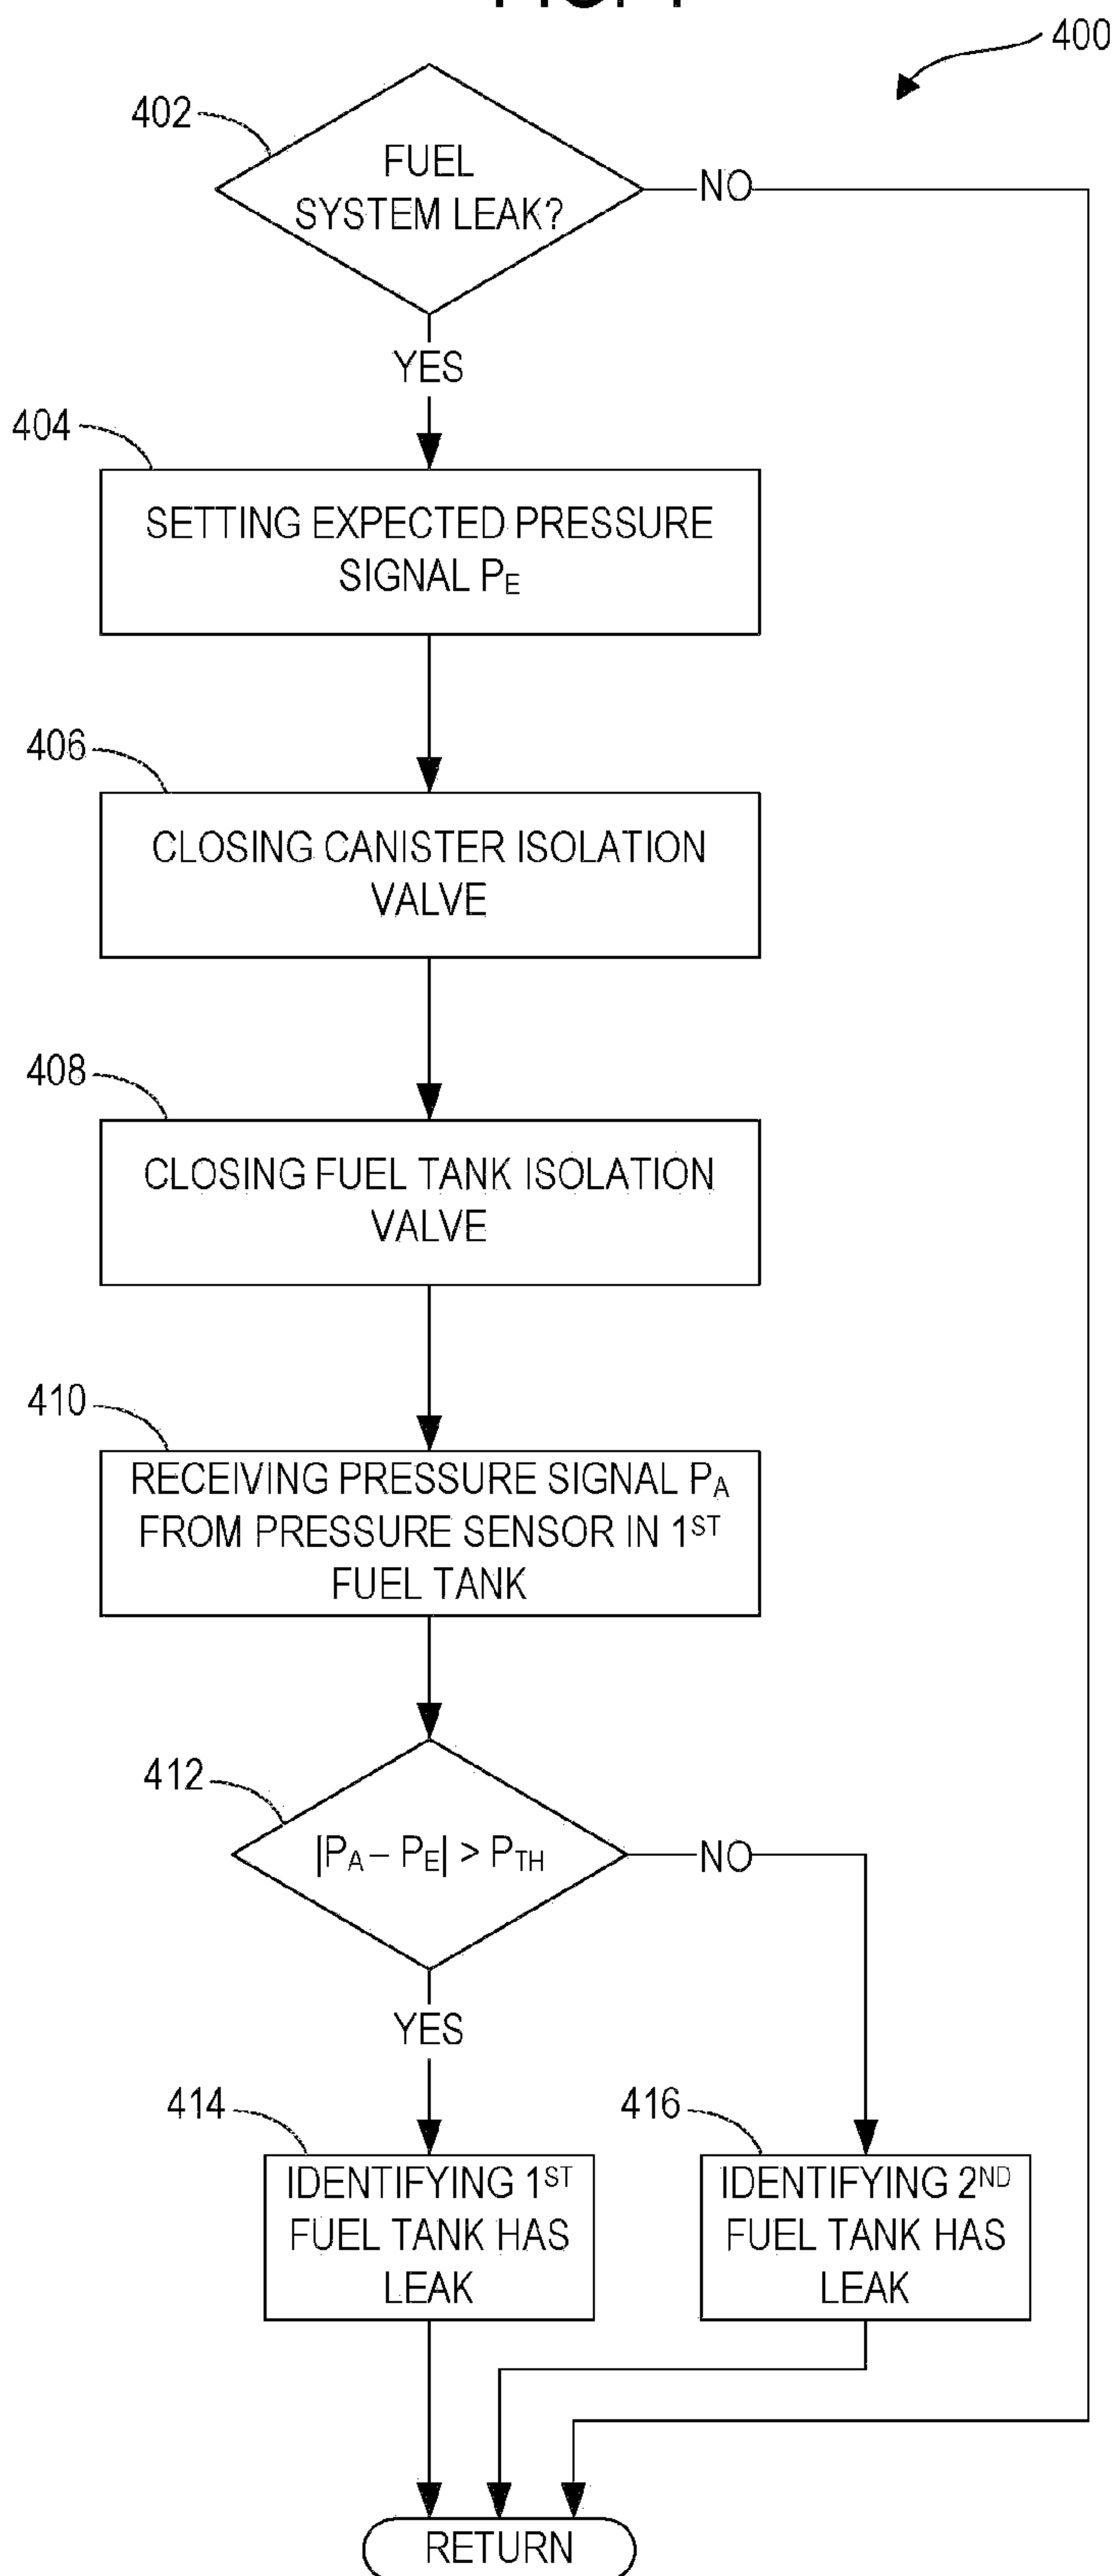 400
402
FUEL
SYSTEM LEAK?
NO
YES
404
SETTING EXPECTED PRESSURE
SIGNAL PE
406
CLOSING CANISTER ISOLATION
VALVE
408
CLOSING FUEL TANK ISOLATION
VALVE
410
RECEIVING PRESSURE SIGNAL PA
FROM PRESSURE SENSOR IN 1ST
FUEL TANK
412
|PA – PE| > PTH
NO
YES
414
IDENTIFYING 1ST
FUEL TANK HAS
LEAK
416
IDENTIFYING 2ND
FUEL TANK HAS
LEAK
RETURN